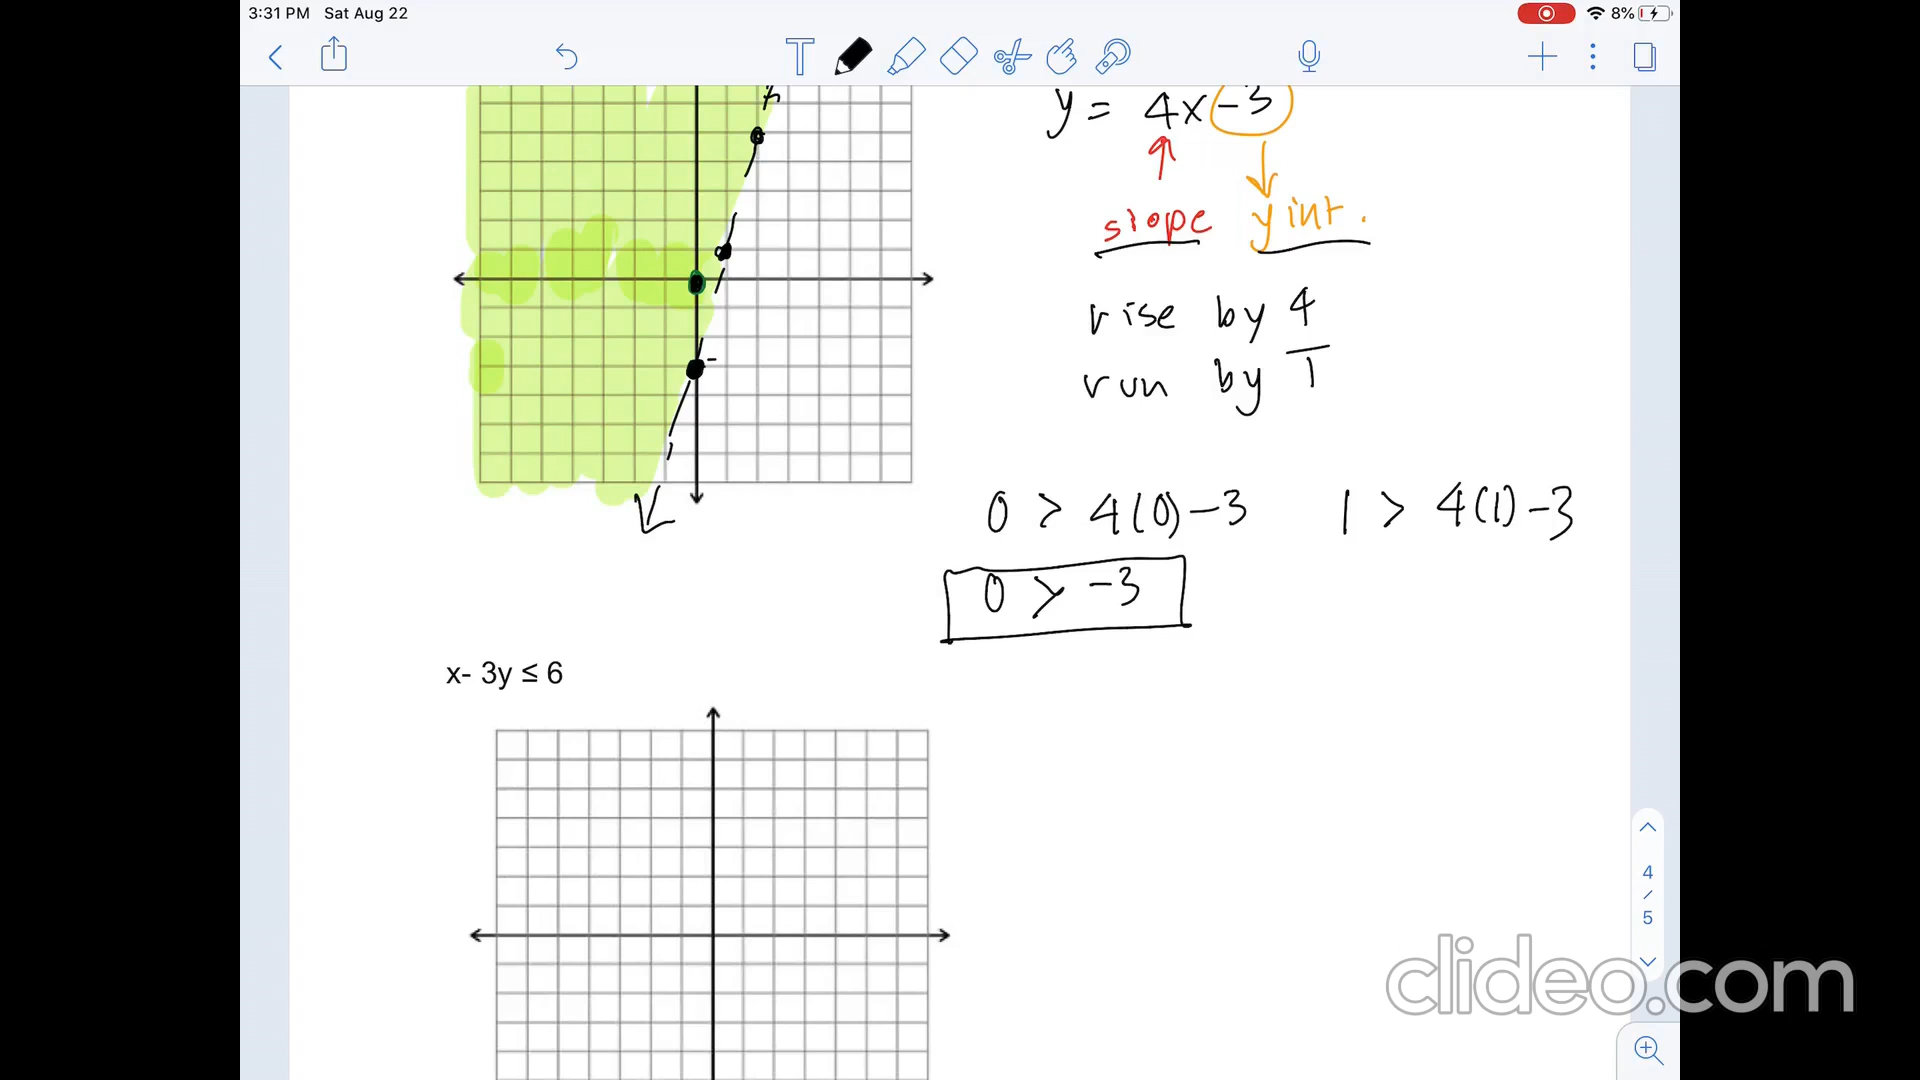 3:31 PM Sat Aug 22
8%
y = 4x -3
slope y int.
rise by 4
run by 1
0 > 4(0) -3 1 > 4(1) -3
0 > -3
x- 3y ≤ 6
4
/
5
clideo.com